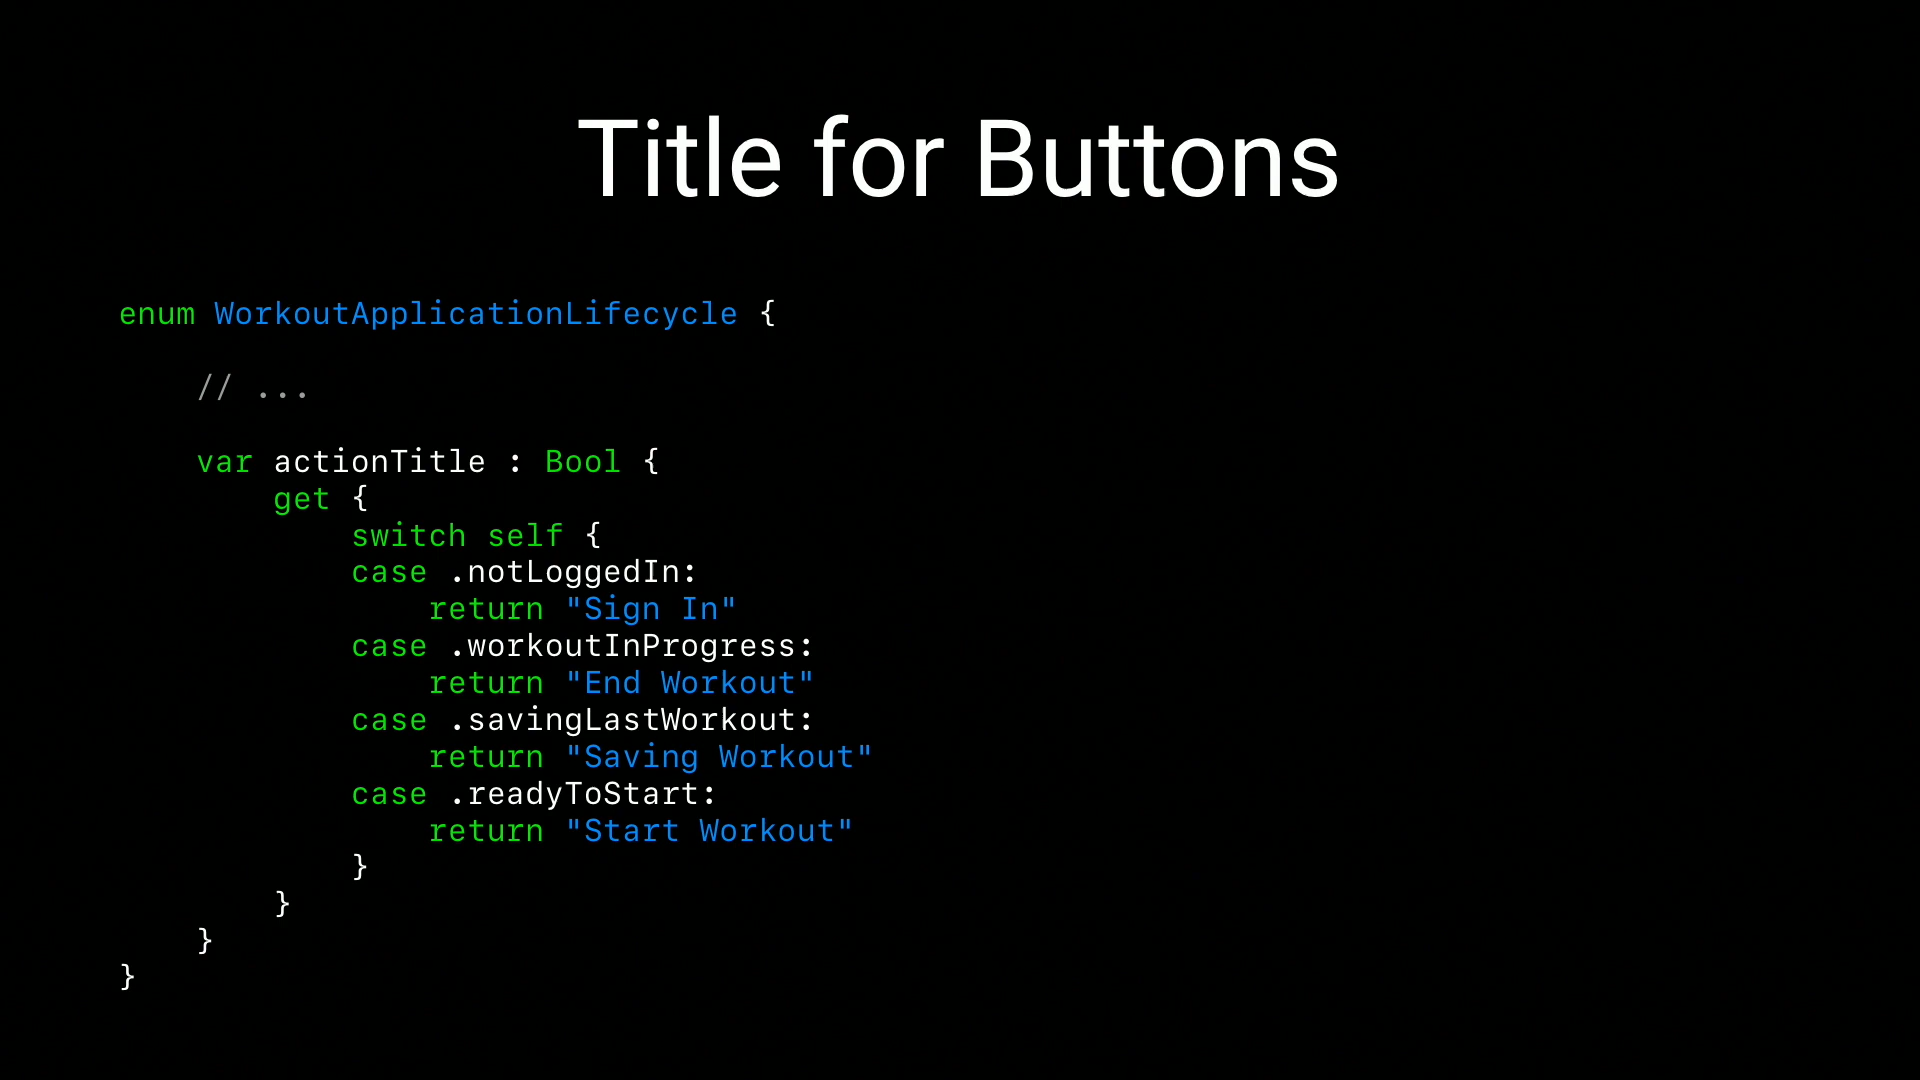 Title for Buttons
enum WorkoutApplicationLifecycle {
// ...
var actionTitle : Bool {
get {
switch self {
case .notLoggedIn:
return "Sign In"
case .workoutInProgress:
return "End Workout"
case .savingLastWorkout:
return "Saving Workout"
case .readyToStart:
return "Start Workout"
}
}
}
}